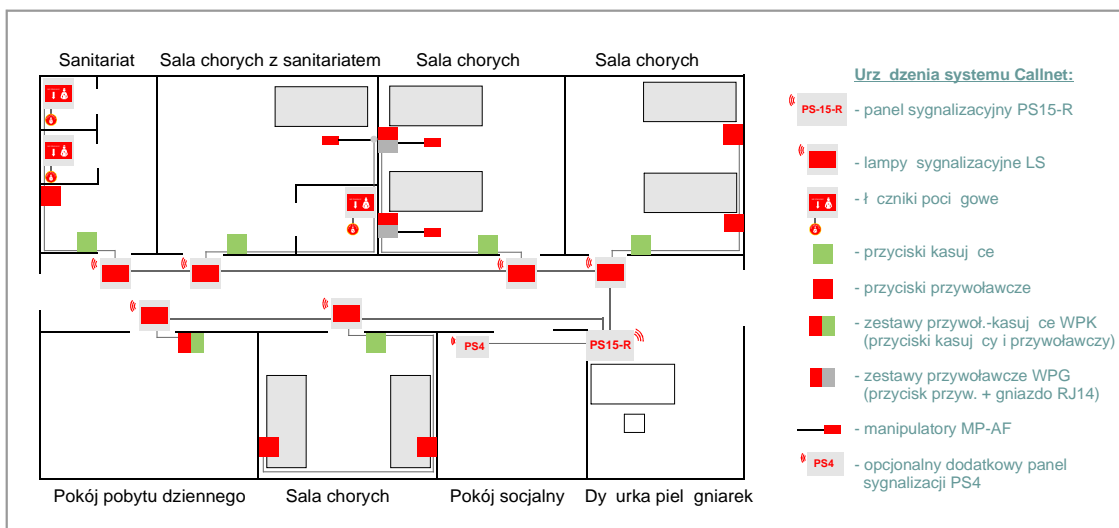 Sanitariat
Sala chorych z sanitariatem
Sala chorych
Sala chorych
Urz dzenia systemu Callnet:
PS-15-R - panel sygnalizacyjny PS15-R
- lampy sygnalizacyjne LS
- ł czniki poci gowe
- przyciski kasuj ce
- przyciski przywoławcze
- zestawy przywoł.-kasuj ce WPK
(przyciski kasuj cy i przywoławczy)
- zestawy przywoławcze WPG
(przycisk przyw. + gniazdo RJ14)
- manipulatory MP-AF
PS4 - opcjonalny dodatkowy panel
sygnalizacji PS4
PS4
PS15-R
Pokój pobytu dziennego
Sala chorych
Pokój socjalny
Dy urka piel gniarek